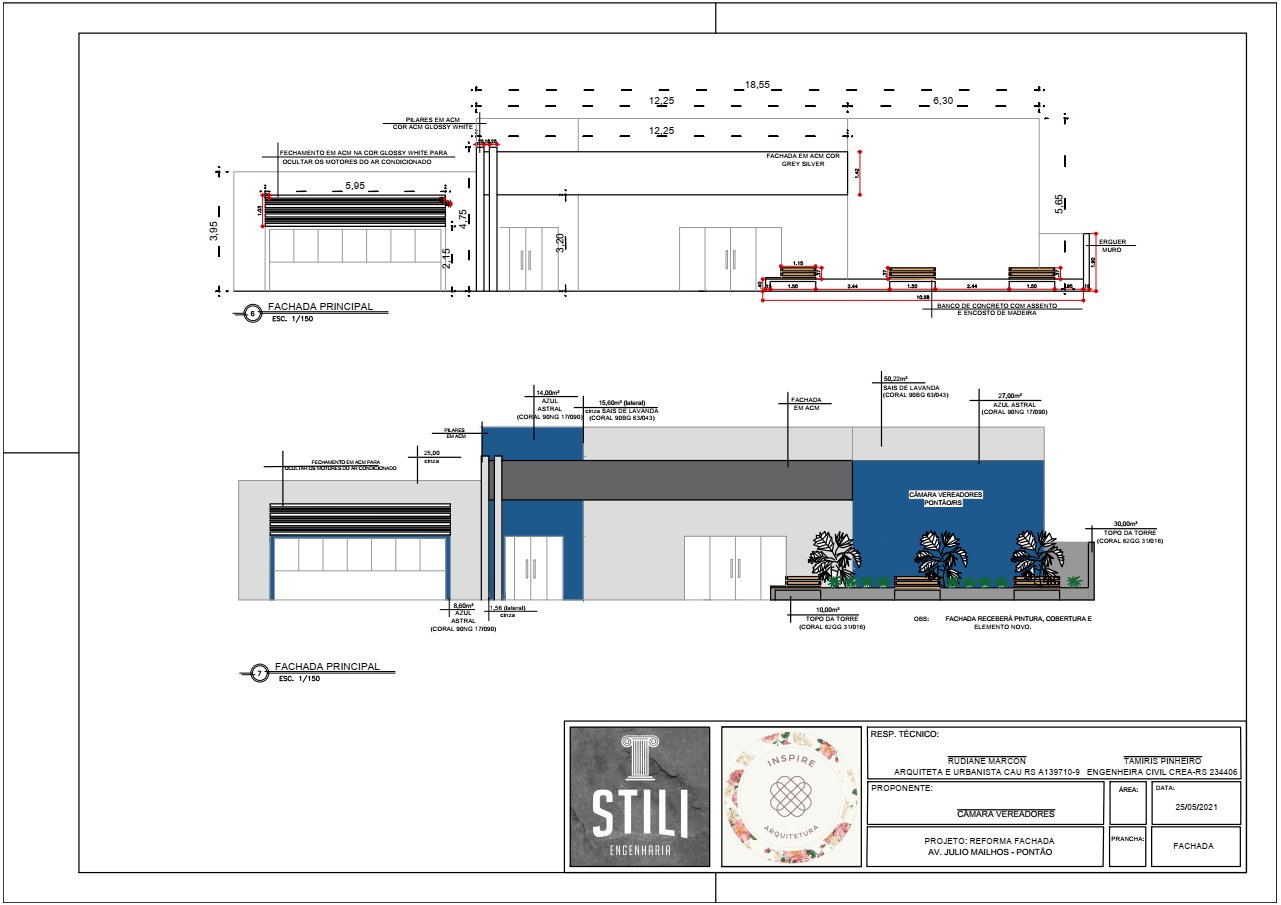 18,55
12,25
6,30
12,25
PILARES EM ACM
COR ACM GLOSSY WHITE
FECHAMENTO EM ACM NA COR GLOSSY WHITE PARA
OCULTAR OS MOTORES DO AR CONDICIONADO
FACHADA EM ACM COR
GREY SILVER
1.42
5,95
1.03
3,95
4,75
2,15
3,20
5,65
ERGUER
MURO
1.90
1.15
.37
.37
.37
.40
1.50
2.44
1.50
2.44
1.50
.95
10.58
BANCO DE CONCRETO COM ASSENTO
E ENCOSTO DE MADEIRA
6
FACHADA PRINCIPAL
ESC. 1/150
14,00m²
AZUL
ASTRAL
(CORAL 90NG 17/090)
15,60m² (lateral)
cinza SAIS DE LAVANDA
(CORAL 90BG 63/043)
FACHADA
EM ACM
50,22m²
SAIS DE LAVANDA
(CORAL 90BG 63/043)
27,00m²
AZUL ASTRAL
(CORAL 90NG 17/090)
PILARES
EM ACM
25,00
cinza
FECHAMENTO EM ACM PARA
OCULTAR OS MOTORES DO AR CONDICIONADO
CÂMARA VEREADORES
PONTÃO/RS
30,00m²
TOPO DA TORRE
(CORAL 62GG 31/016)
8,60m²
AZUL
ASTRAL
(CORAL 90NG 17/090)
1,56 (lateral)
cinza
10,00m²
TOPO DA TORRE
(CORAL 62GG 31/016)
OBS: FACHADA RECEBERÁ PINTURA, COBERTURA E
ELEMENTO NOVO.
7
FACHADA PRINCIPAL
ESC. 1/150
STILI
ENGENHARIA
INSPIRE
ARQUITETURA
RESP. TÉCNICO:
RUDIANE MARCON
ARQUITETA E URBANISTA CAU RS A139710-9
TAMIRIS PINHEIRO
ENGENHEIRA CIVIL CREA-RS 234406
PROPONENTE:
CÂMARA VEREADORES
ÁREA:
DATA:
25/05/2021
PROJETO: REFORMA FACHADA
AV. JULIO MAILHOS - PONTÃO
PRANCHA:
FACHADA